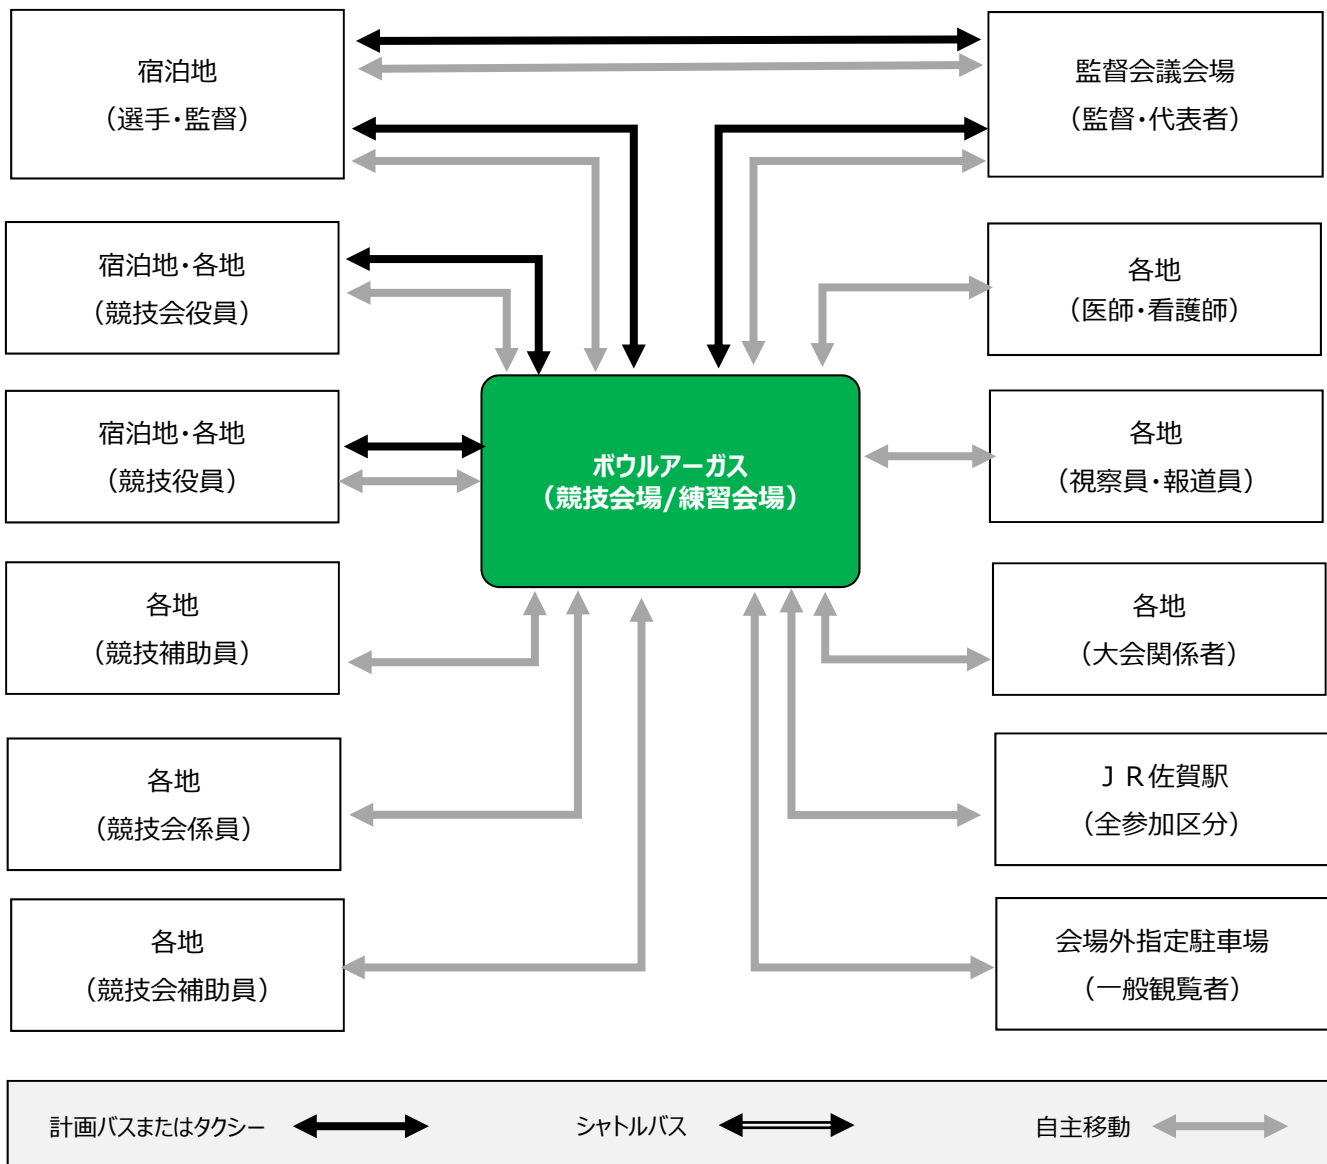 宿泊地
（選手・監督）
監督会議会場
（監督・代表者）
宿泊地・各地
（競技会役員）
各地
（医師・看護師）
宿泊地・各地
（競技役員）
ボウルアーガス
（競技会場/練習会場）
各地
（視察員・報道員）
各地
（競技補助員）
各地
（大会関係者）
各地
（競技会係員）
ＪＲ佐賀駅
（全参加区分）
各地
（競技会補助員）
会場外指定駐車場
（一般観覧者）
計画バスまたはタクシー
シャトルバス
自主移動